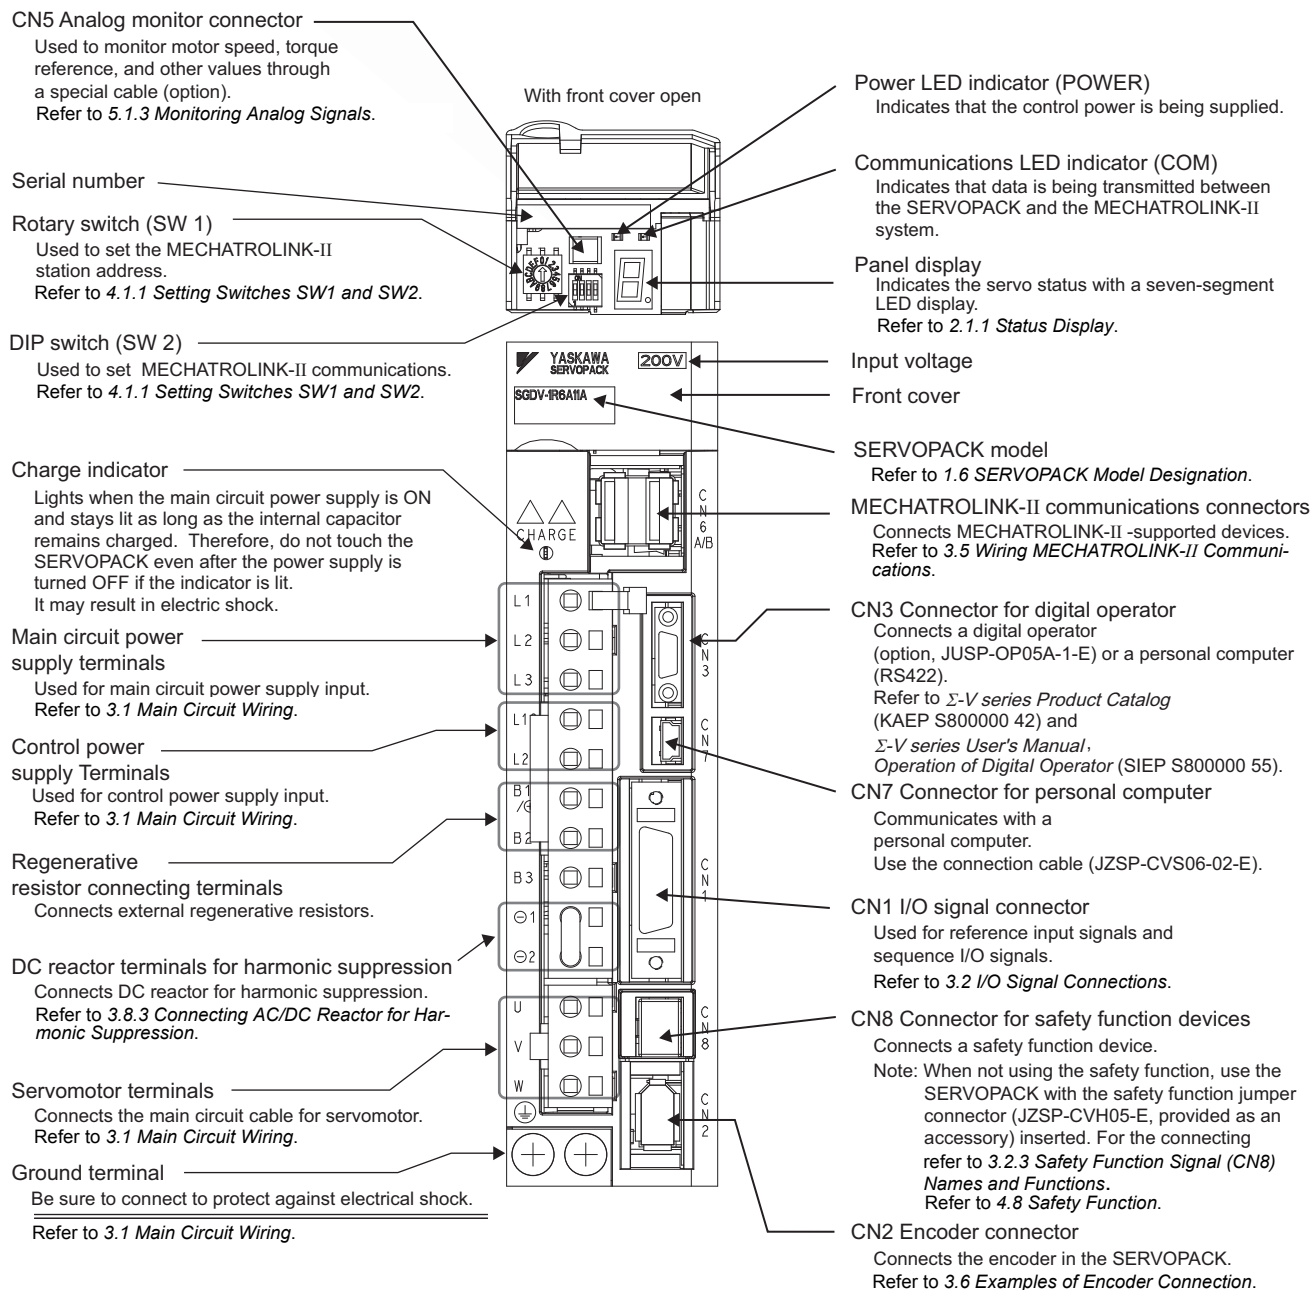 CN5 Analog monitor connector
Used to monitor motor speed, torque
reference, and other values through
a special cable (option).
Refer to 5.1.3 Monitoring Analog Signals.
Serial number
Rotary switch (SW 1)
Used to set the MECHATROLINK-II
station address.
Refer to 4.1.1 Setting Switches SW1 and SW2.
DIP switch (SW 2)
Used to set MECHATROLINK-II communications.
Refer to 4.1.1 Setting Switches SW1 and SW2.
Charge indicator
Lights when the main circuit power supply is ON
and stays lit as long as the internal capacitor
remains charged. Therefore, do not touch the
SERVOPACK even after the power supply is
turned OFF if the indicator is lit.
It may result in electric shock.
Main circuit power
supply terminals
Used for main circuit power supply input.
Refer to 3.1 Main Circuit Wiring.
Control power
supply Terminals
Used for control power supply input.
Refer to 3.1 Main Circuit Wiring.
Regenerative
resistor connecting terminals
Connects external regenerative resistors.
DC reactor terminals for harmonic suppression
Connects DC reactor for harmonic suppression.
Refer to 3.8.3 Connecting AC/DC Reactor for Har-
monic Suppression.
Servomotor terminals
Connects the main circuit cable for servomotor.
Refer to 3.1 Main Circuit Wiring.
Ground terminal
Be sure to connect to protect against electrical shock.
Refer to 3.1 Main Circuit Wiring.
With front cover open
ON
YASKAWA
SERVOPACK
200V
SGDV-1R6A11A
CHARGE
CN6
A/B
L1
L2
L3
CN3
L1
L2
CN7
B1
/⊕
B2
B3
CN1
⊖1
⊖2
U
V
W
CN8
CN2
Power LED indicator (POWER)
Indicates that the control power is being supplied.
Communications LED indicator (COM)
Indicates that data is being transmitted between
the SERVOPACK and the MECHATROLINK-II
system.
Panel display
Indicates the servo status with a seven-segment
LED display.
Refer to 2.1.1 Status Display.
Input voltage
Front cover
SERVOPACK model
Refer to 1.6 SERVOPACK Model Designation.
MECHATROLINK-II communications connectors
Connects MECHATROLINK-II -supported devices.
Refer to 3.5 Wiring MECHATROLINK-II Communi-
cations.
CN3 Connector for digital operator
Connects a digital operator
(option, JUSP-OP05A-1-E) or a personal computer
(RS422).
Refer to Σ-V series Product Catalog
(KAEP S800000 42) and
Σ-V series User's Manual,
Operation of Digital Operator (SIEP S800000 55).
CN7 Connector for personal computer
Communicates with a
personal computer.
Use the connection cable (JZSP-CVS06-02-E).
CN1 I/O signal connector
Used for reference input signals and
sequence I/O signals.
Refer to 3.2 I/O Signal Connections.
CN8 Connector for safety function devices
Connects a safety function device.
Note: When not using the safety function, use the
SERVOPACK with the safety function jumper
connector (JZSP-CVH05-E, provided as an
accessory) inserted. For the connecting
refer to 3.2.3 Safety Function Signal (CN8)
Names and Functions.
Refer to 4.8 Safety Function.
CN2 Encoder connector
Connects the encoder in the SERVOPACK.
Refer to 3.6 Examples of Encoder Connection.